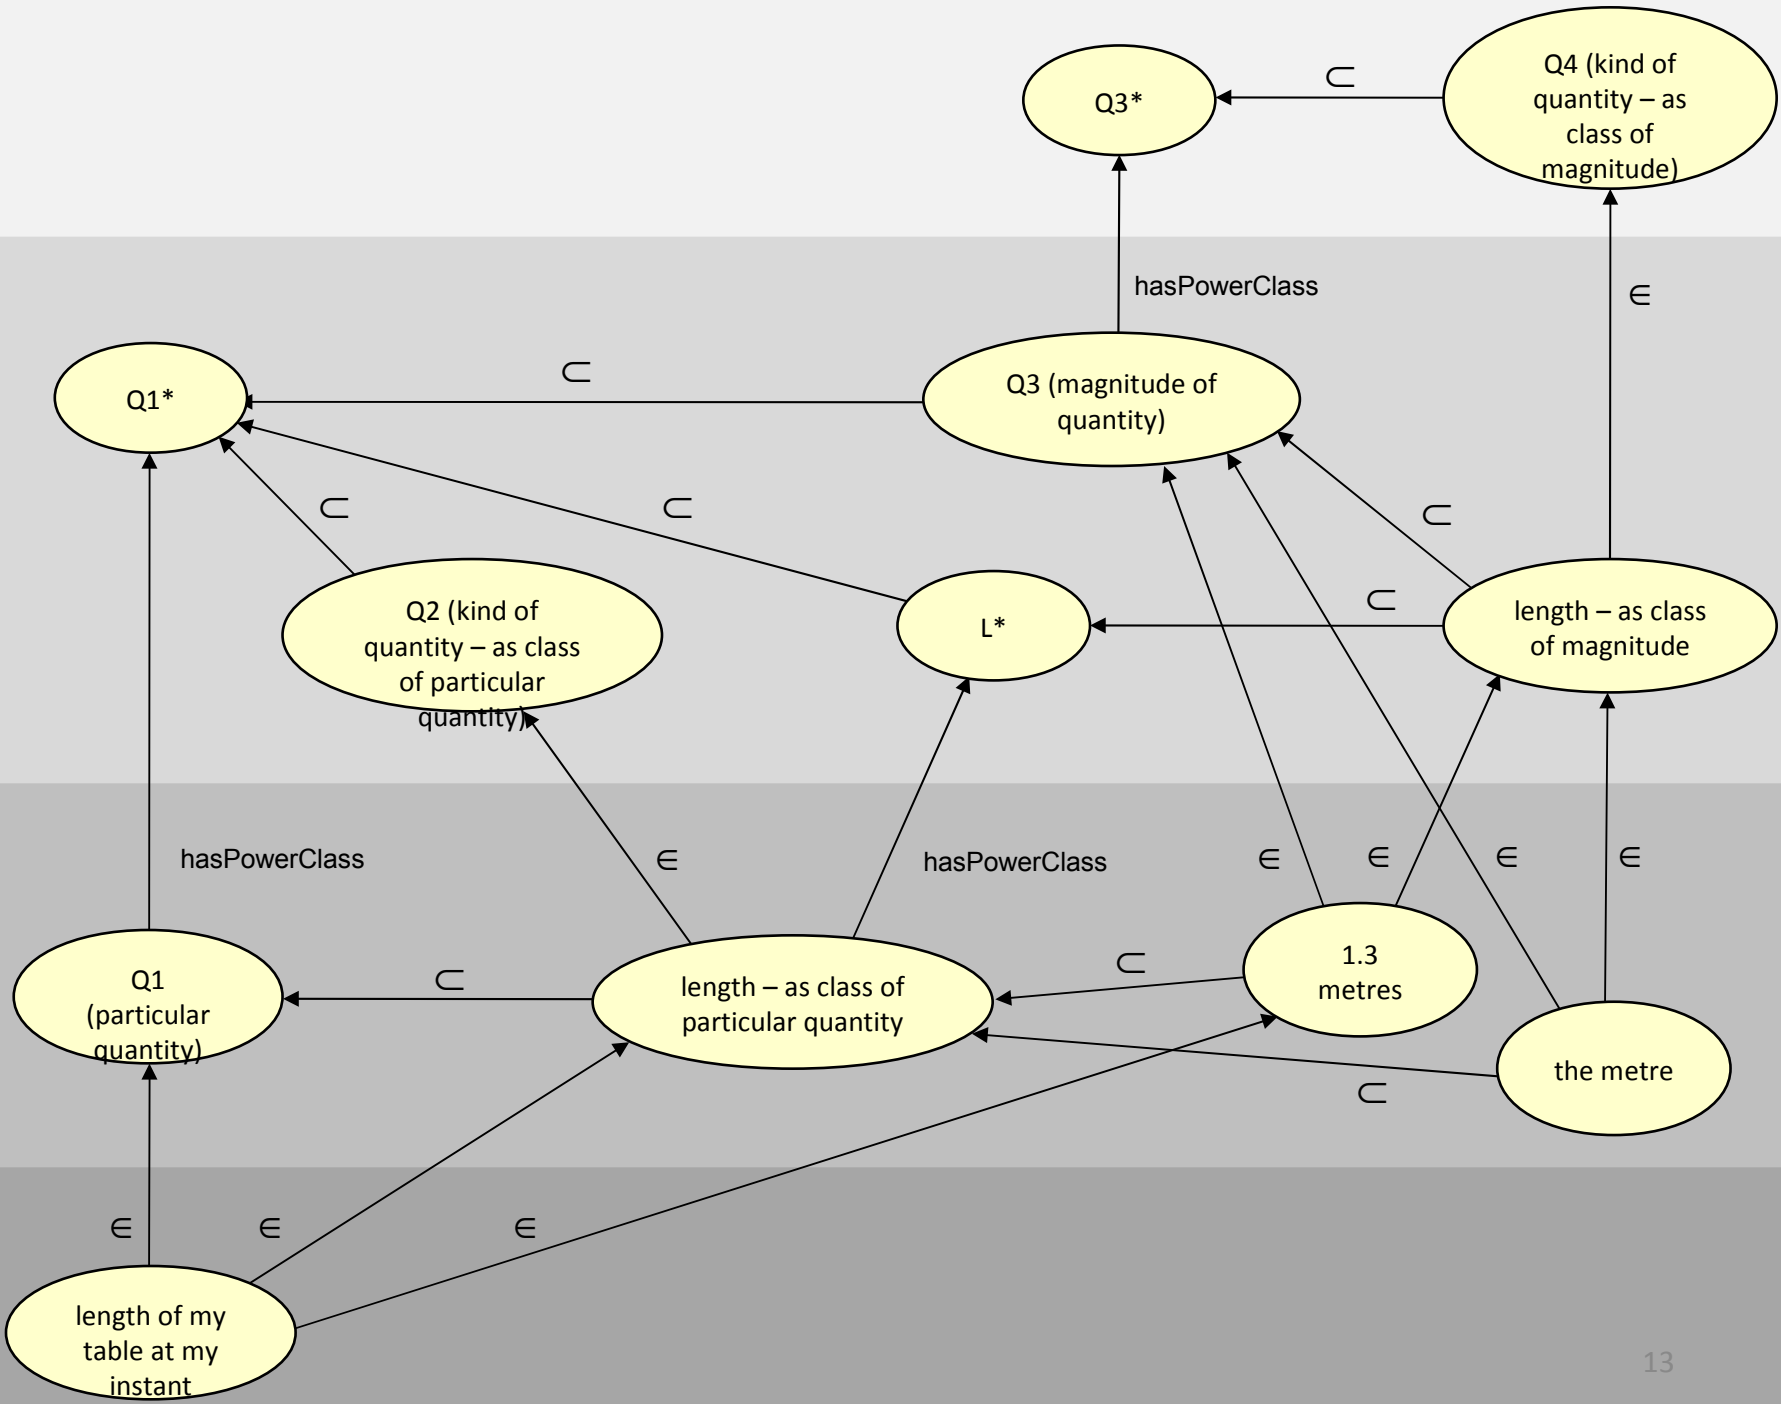 Q4 (kind of
quantity – as
class of
magnitude)
⊂
Q3*
hasPowerClass
∈
⊂
Q3 (magnitude of
quantity)
Q1*
⊂
⊂
⊂
⊂
Q2 (kind of
quantity – as class
of particular
quantity)
L*
length – as class
of magnitude
hasPowerClass
∈
hasPowerClass
∈
∈
∈
∈
1.3
metres
⊂
⊂
Q1
(particular
quantity)
length – as class of
particular quantity
the metre
⊂
∈
∈
∈
length of my
table at my
instant
13